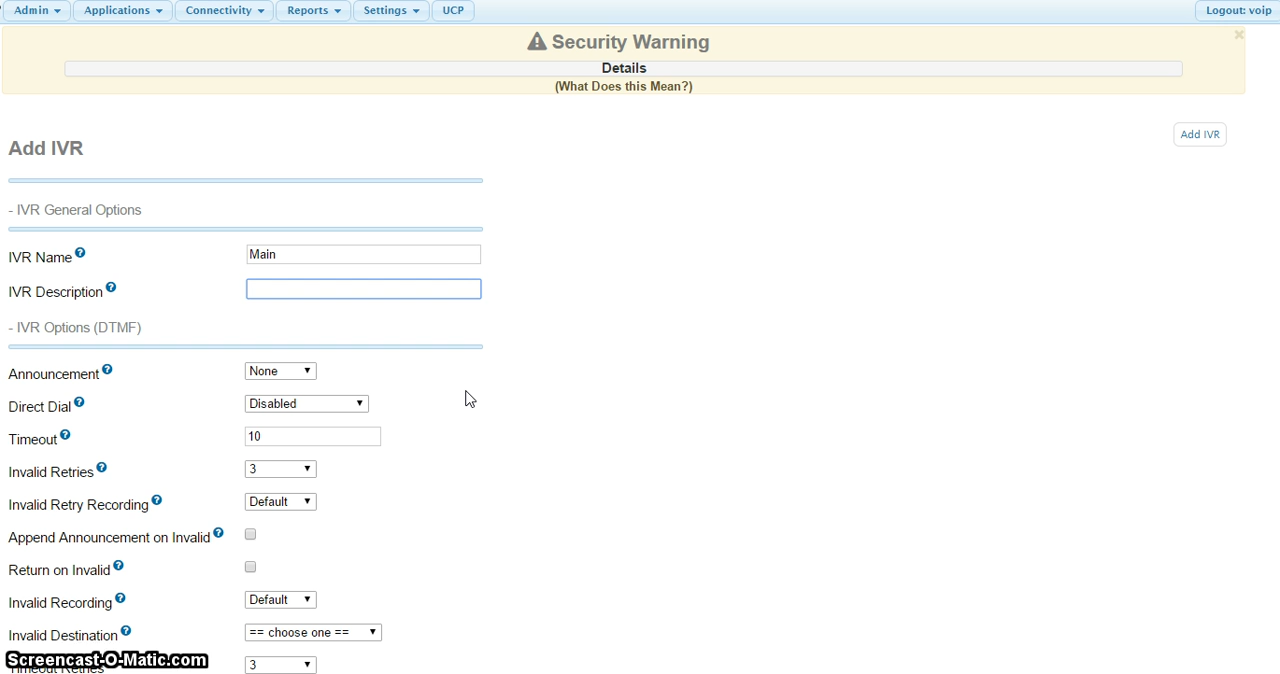 Admin Applications Connectivity Reports Settings UCP Logout: voip
Security Warning
Details
(What Does this Mean?)
Add IVR
Add IVR
- IVR General Options
IVR Name Main
IVR Description
- IVR Options (DTMF)
Announcement None
Direct Dial Disabled
Timeout 10
Invalid Retries 3
Invalid Retry Recording Default
Append Announcement on Invalid
Return on Invalid
Invalid Recording Default
Invalid Destination == choose one ==
Screencast-O-Matic.com
Timeout Retries 3